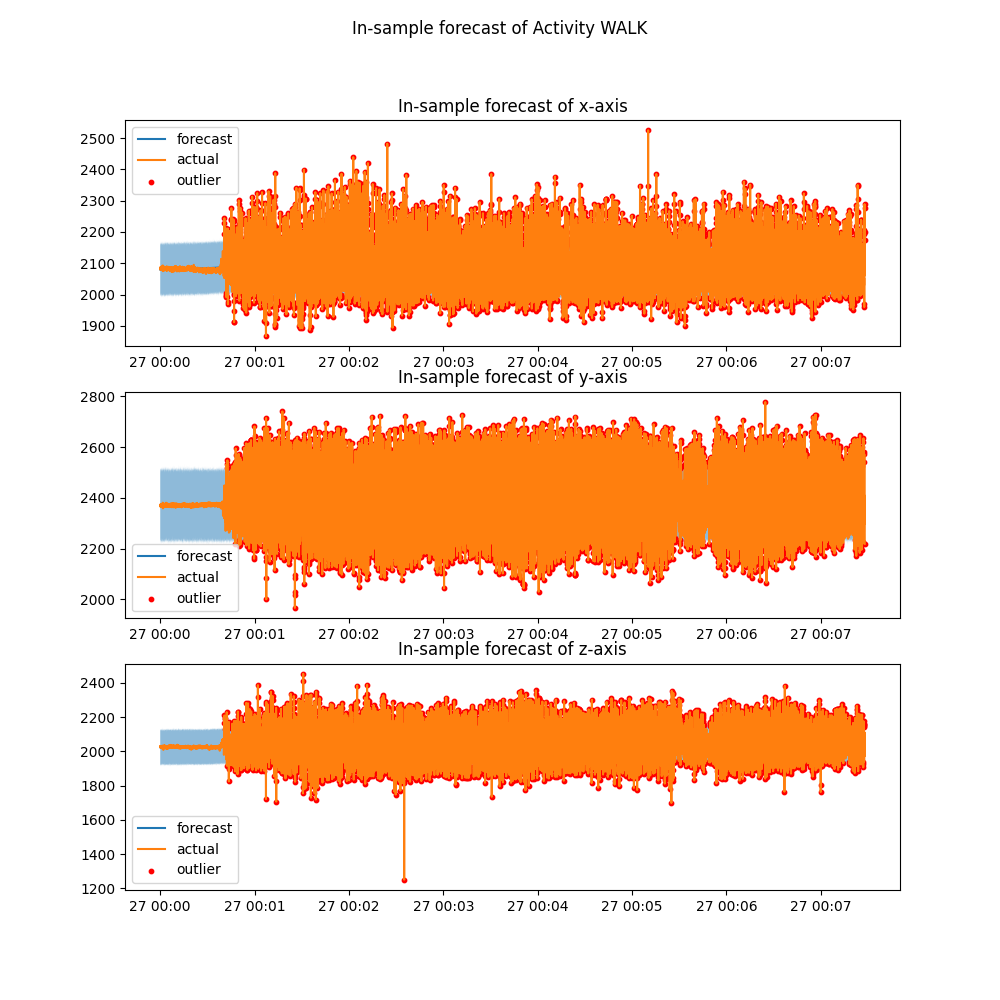 In-sample forecast of Activity WALK
In-sample forecast of x-axis
2500
2400
2300
2200
2100
2000
1900
forecast
actual
outlier
27 00:00 27 00:01 27 00:02 27 00:03 27 00:04 27 00:05 27 00:06 27 00:07
In-sample forecast of y-axis
2800
2600
2400
2200
2000
forecast
actual
outlier
27 00:00 27 00:01 27 00:02 27 00:03 27 00:04 27 00:05 27 00:06 27 00:07
In-sample forecast of z-axis
2400
2200
2000
1800
1600
1400
1200
forecast
actual
outlier
27 00:00 27 00:01 27 00:02 27 00:03 27 00:04 27 00:05 27 00:06 27 00:07